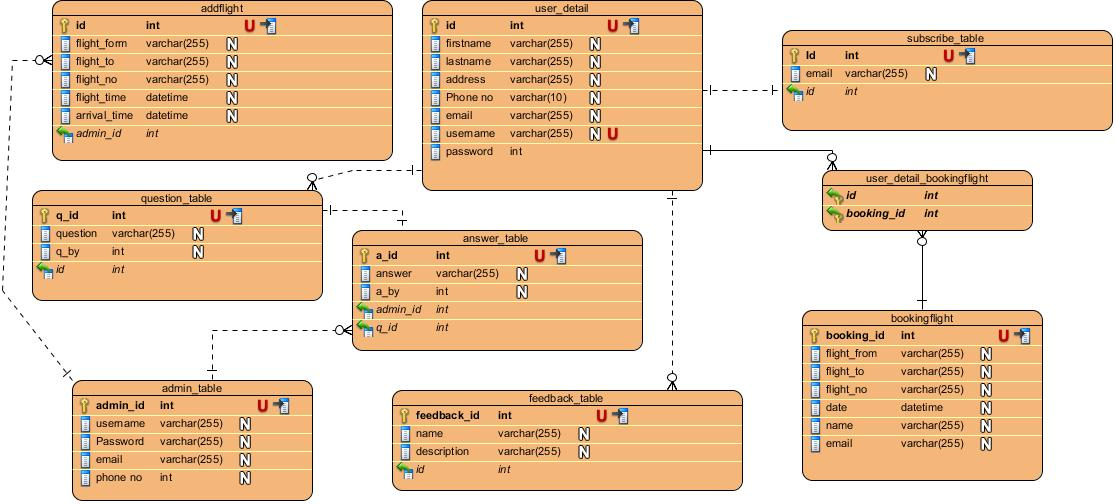 addflight
id int U
flight_form varchar(255) N
flight_to varchar(255) N
flight_no varchar(255) N
flight_time datetime N
arrival_time datetime N
admin_id int
user_detail
id int U
firstname varchar(255) N
lastname varchar(255) N
address varchar(255) N
Phone no varchar(10) N
email varchar(255) N
username varchar(255) N U
password int
subscribe_table
Id int U
email varchar(255) N
id int
user_detail_bookingflight
id int
booking_id int
question_table
q_id int U
question varchar(255) N
q_by int N
id int
answer_table
a_id int U
answer varchar(255) N
a_by int N
admin_id int
q_id int
bookingflight
booking_id int U
flight_from varchar(255) N
flight_to varchar(255) N
flight_no varchar(255) N
date datetime N
name varchar(255) N
email varchar(255) N
admin_table
admin_id int U
username varchar(255) N
Password varchar(255) N
email varchar(255) N
phone no int N
feedback_table
feedback_id int U
name varchar(255) N
description varchar(255) N
id int